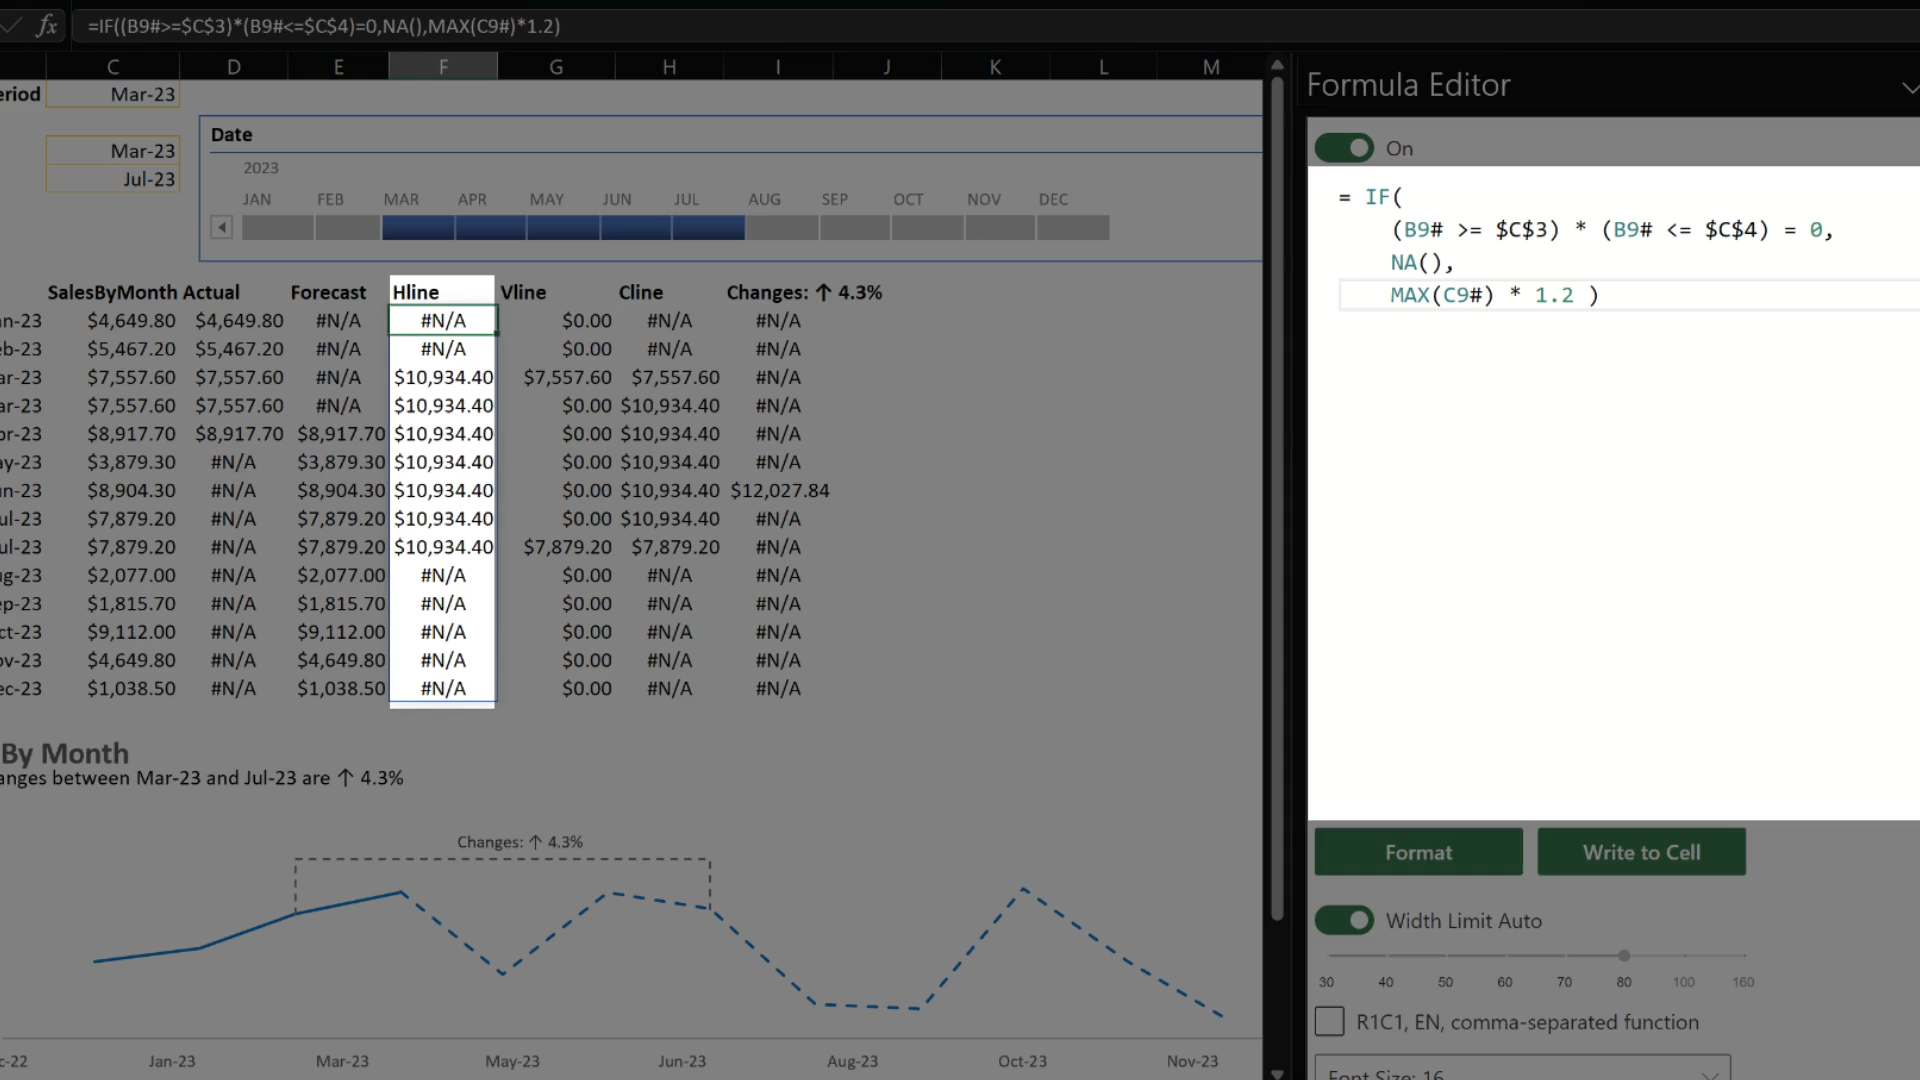 fx =IF((B9#>=$C$3)*(B9#<=$C$4)=0,NA(),MAX(C9#)*1.2)
C D E F G H I J K L M
eriod Mar-23
Mar-23
Jul-23
Date
2023
JAN FEB MAR APR MAY JUN JUL AUG SEP OCT NOV DEC
SalesByMonth Actual Forecast Hline Vline Cline Changes: ↑ 4.3%
an-23 $4,649.80 $4,649.80 #N/A #N/A $0.00 #N/A #N/A
eb-23 $5,467.20 $5,467.20 #N/A #N/A $0.00 #N/A #N/A
ar-23 $7,557.60 $7,557.60 #N/A $10,934.40 $7,557.60 $7,557.60 #N/A
ar-23 $7,557.60 $7,557.60 #N/A $10,934.40 $0.00 $10,934.40 #N/A
pr-23 $8,917.70 $8,917.70 $8,917.70 $10,934.40 $0.00 $10,934.40 #N/A
ay-23 $3,879.30 #N/A $3,879.30 $10,934.40 $0.00 $10,934.40 #N/A
un-23 $8,904.30 #N/A $8,904.30 $10,934.40 $0.00 $10,934.40 $12,027.84
ul-23 $7,879.20 #N/A $7,879.20 $10,934.40 $0.00 $10,934.40 #N/A
ul-23 $7,879.20 #N/A $7,879.20 $10,934.40 $7,879.20 $7,879.20 #N/A
ug-23 $2,077.00 #N/A $2,077.00 #N/A $0.00 #N/A #N/A
ep-23 $1,815.70 #N/A $1,815.70 #N/A $0.00 #N/A #N/A
ct-23 $9,112.00 #N/A $9,112.00 #N/A $0.00 #N/A #N/A
ov-23 $4,649.80 #N/A $4,649.80 #N/A $0.00 #N/A #N/A
ec-23 $1,038.50 #N/A $1,038.50 #N/A $0.00 #N/A #N/A
By Month
anges between Mar-23 and Jul-23 are ↑ 4.3%
Changes: ↑ 4.3%
c-22 Jan-23 Mar-23 May-23 Jun-23 Aug-23 Oct-23 Nov-23
Formula Editor
On
= IF(
(B9# >= $C$3) * (B9# <= $C$4) = 0,
NA(),
MAX(C9#) * 1.2 )
Format Write to Cell
Width Limit Auto
30 40 50 60 70 80 100 160
R1C1, EN, comma-separated function
Font Size: 16